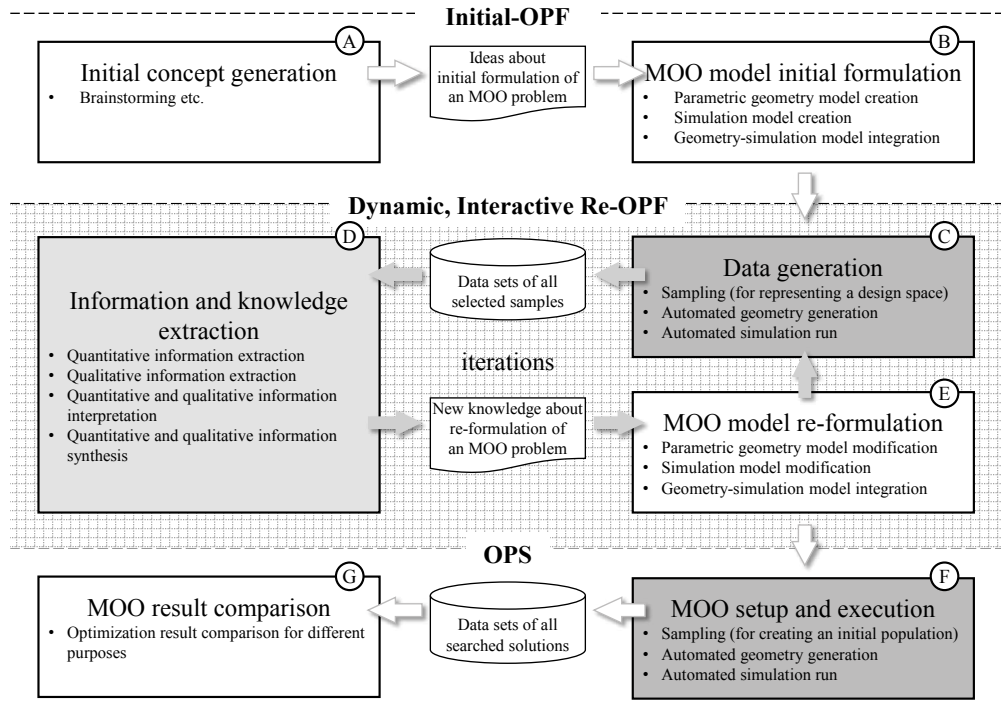 Initial-OPF
A
Initial concept generation
• Brainstorming etc.
Ideas about
initial formulation of
an MOO problem
B
MOO model initial formulation
• Parametric geometry model creation
• Simulation model creation
• Geometry-simulation model integration
Dynamic, Interactive Re-OPF
D
Information and knowledge
extraction
• Quantitative information extraction
• Qualitative information extraction
• Quantitative and qualitative information
interpretation
• Quantitative and qualitative information
synthesis
Data sets of all
selected samples
iterations
New knowledge about
re-formulation of
an MOO problem
C
Data generation
• Sampling (for representing a design space)
• Automated geometry generation
• Automated simulation run
E
MOO model re-formulation
• Parametric geometry model modification
• Simulation model modification
• Geometry-simulation model integration
OPS
G
MOO result comparison
• Optimization result comparison for different
purposes
Data sets of all
searched solutions
F
MOO setup and execution
• Sampling (for creating an initial population)
• Automated geometry generation
• Automated simulation run